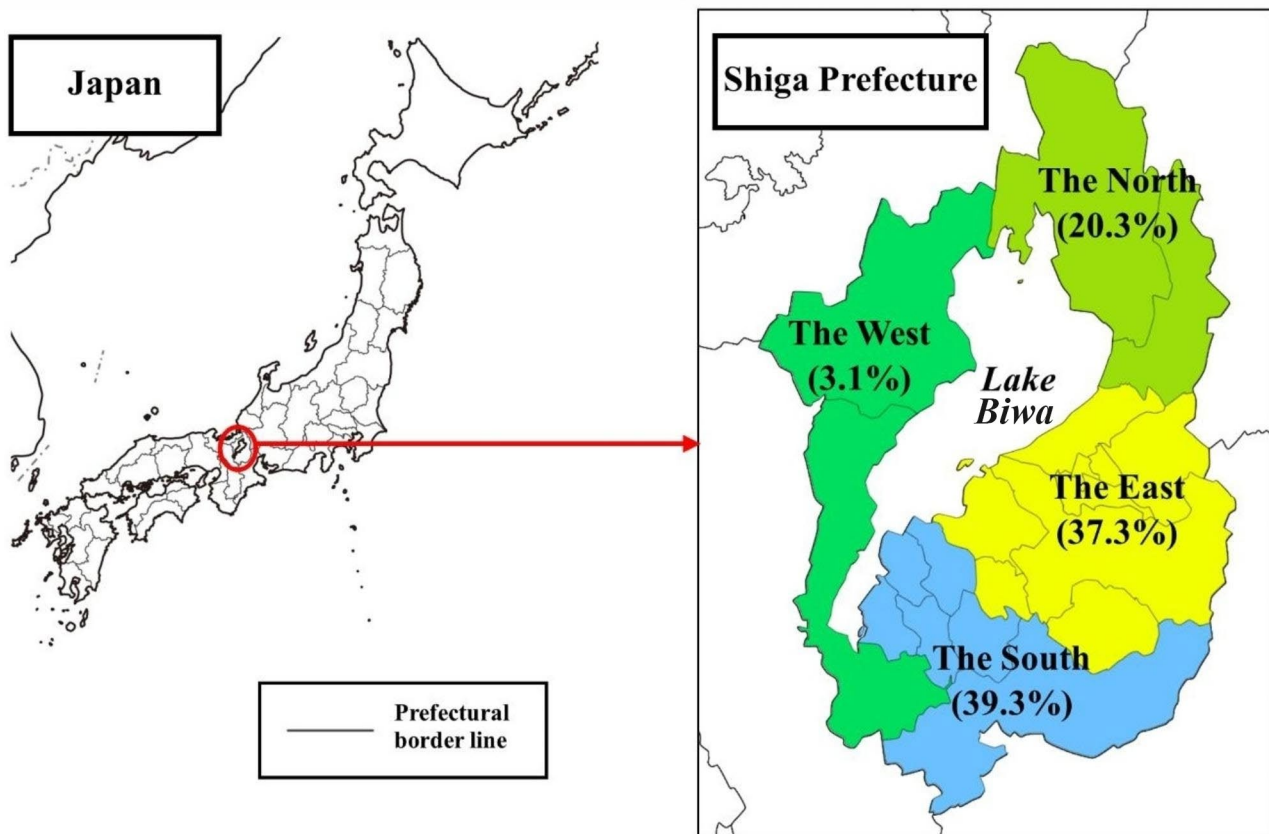 Japan
Prefectural
border line
Shiga Prefecture
The North
(20.3%)
The West
(3.1%)
Lake
Biwa
The East
(37.3%)
The South
(39.3%)